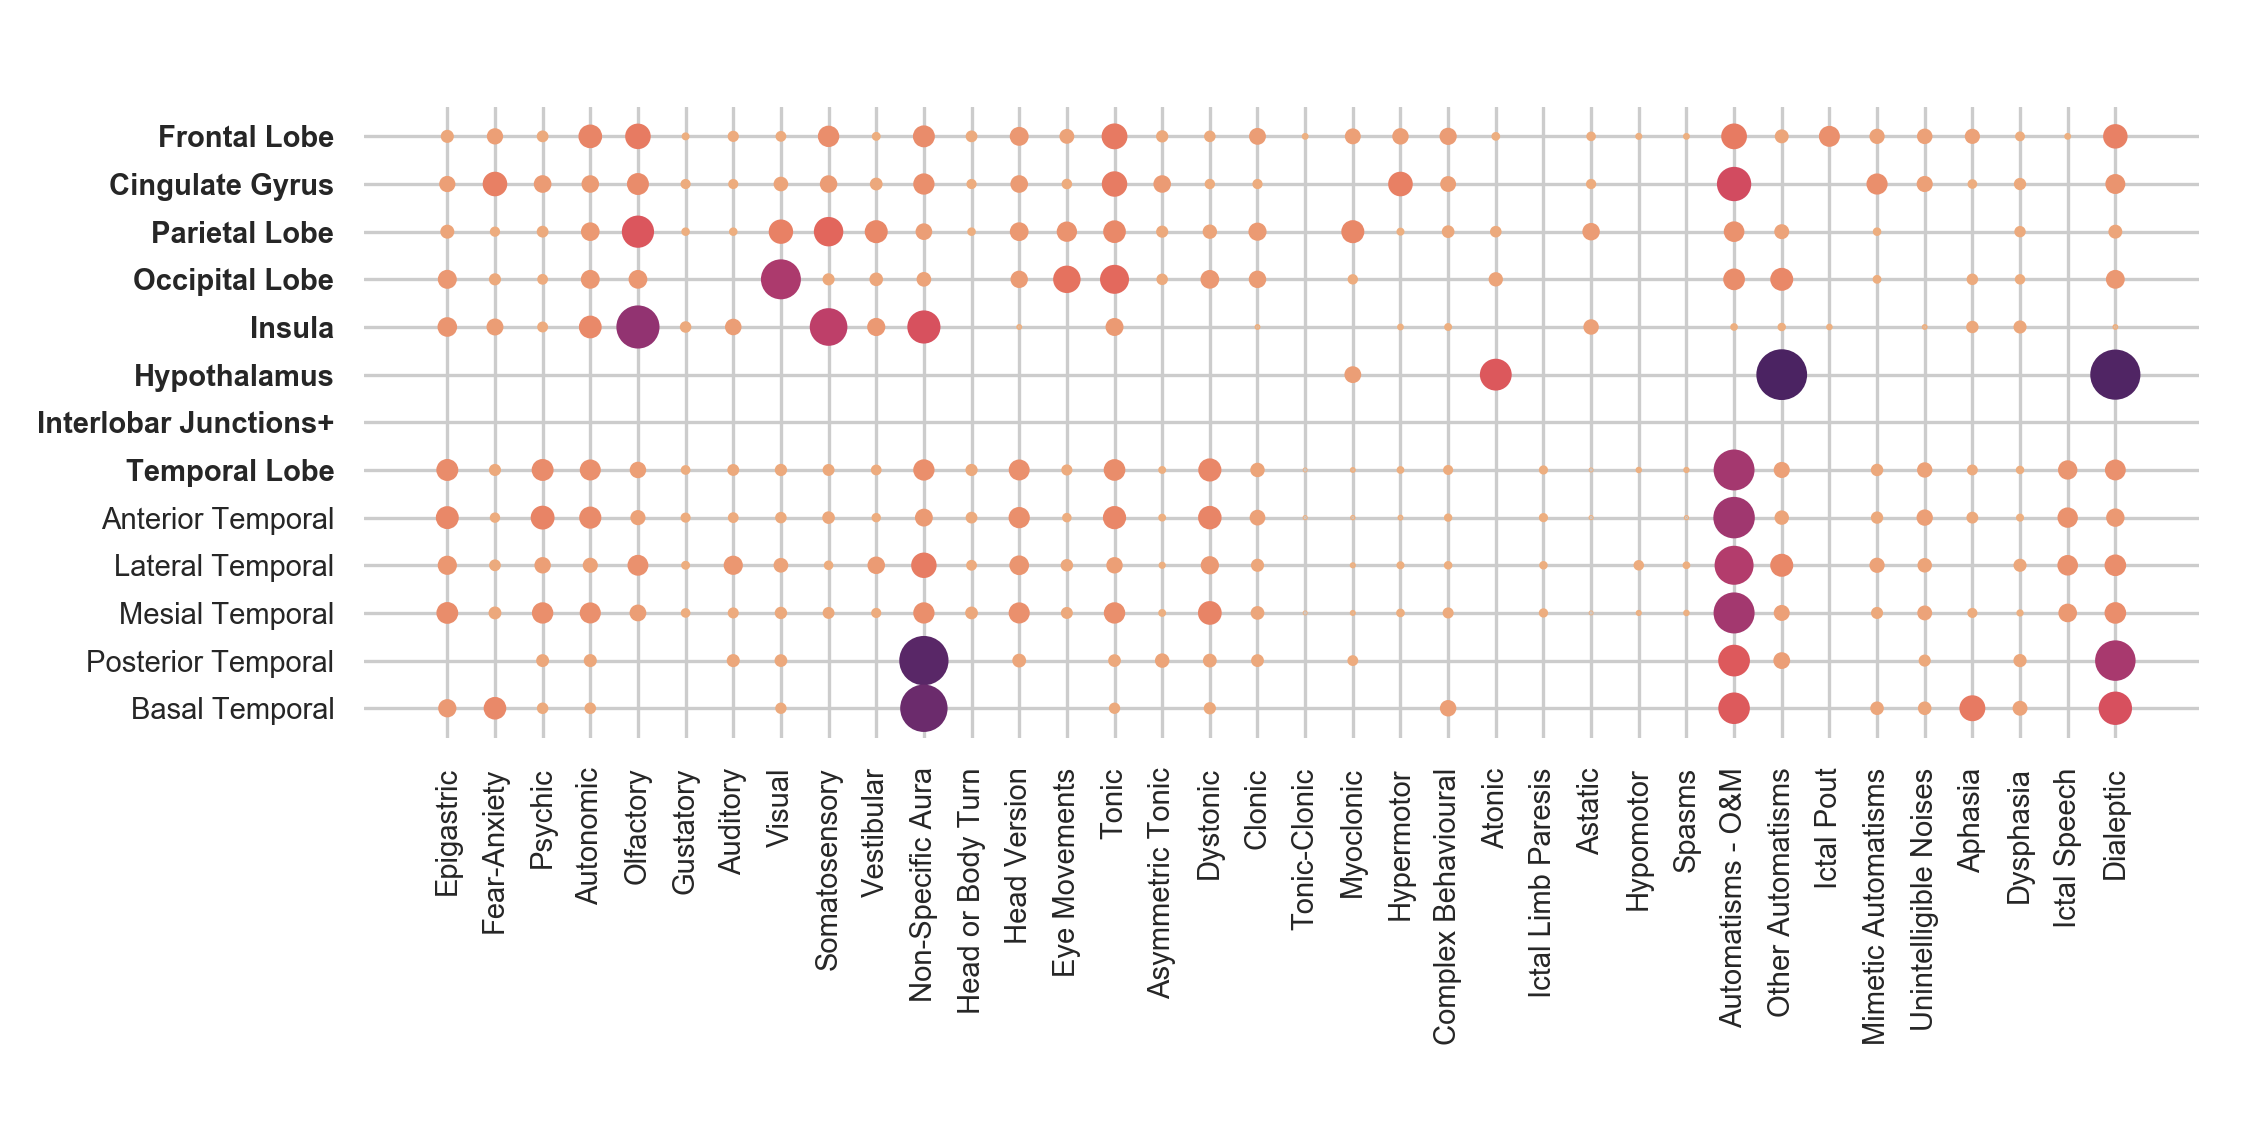 Frontal Lobe
Cingulate Gyrus
Parietal Lobe
Occipital Lobe
Insula
Hypothalamus
Interlobar Junctions+
Temporal Lobe
Anterior Temporal
Lateral Temporal
Mesial Temporal
Posterior Temporal
Basal Temporal
Epigastric
Fear-Anxiety
Psychic
Autonomic
Olfactory
Gustatory
Auditory
Visual
Somatosensory
Vestibular
Non-Specific Aura
Head or Body Turn
Head Version
Eye Movements
Tonic
Asymmetric Tonic
Dystonic
Clonic
Tonic-Clonic
Myoclonic
Hypermotor
Complex Behavioural
Atonic
Ictal Limb Paresis
Astatic
Hypomotor
Spasms
Automatisms - O&M
Other Automatisms
Ictal Pout
Mimetic Automatisms
Unintelligible Noises
Aphasia
Dysphasia
Ictal Speech
Dialeptic